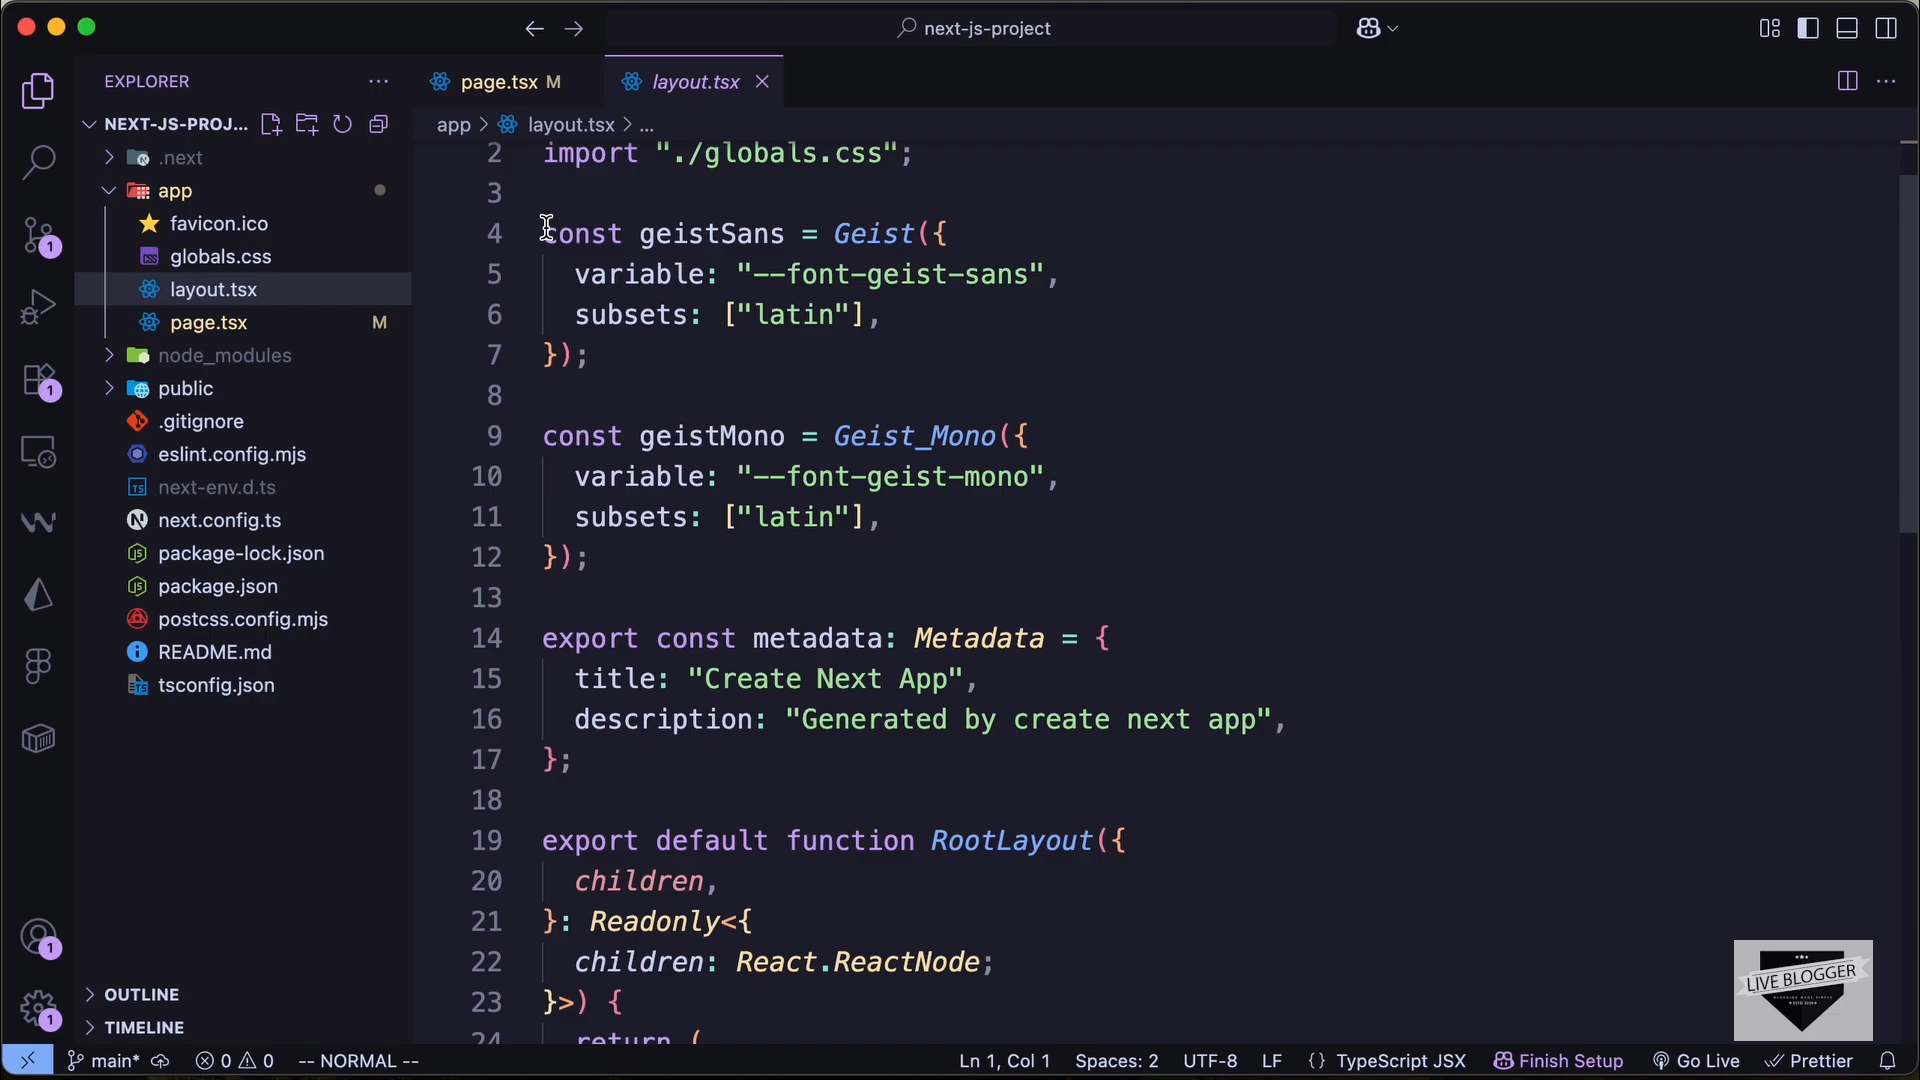 next-js-project
EXPLORER
page.tsx M
layout.tsx
NEXT-JS-PROJ...
app > layout.tsx > ...
.next
app
favicon.ico
globals.css
layout.tsx
page.tsx M
node_modules
public
.gitignore
eslint.config.mjs
next-env.d.ts
next.config.ts
package-lock.json
package.json
postcss.config.mjs
README.md
tsconfig.json
OUTLINE
TIMELINE
1
1
1
1
2 import "./globals.css";
3
4 const geistSans = Geist({
5 variable: "--font-geist-sans",
6 subsets: ["latin"],
7 });
8
9 const geistMono = Geist_Mono({
10 variable: "--font-geist-mono",
11 subsets: ["latin"],
12 });
13
14 export const metadata: Metadata = {
15 title: "Create Next App",
16 description: "Generated by create next app",
17 };
18
19 export default function RootLayout({
20 children,
21 }: Readonly<{
22 children: React.ReactNode;
23 }>) {
24 return (
LIVE BLOGGER
main* 0 0 -- NORMAL --
Ln 1, Col 1 Spaces: 2 UTF-8 LF {} TypeScript JSX Finish Setup Go Live Prettier